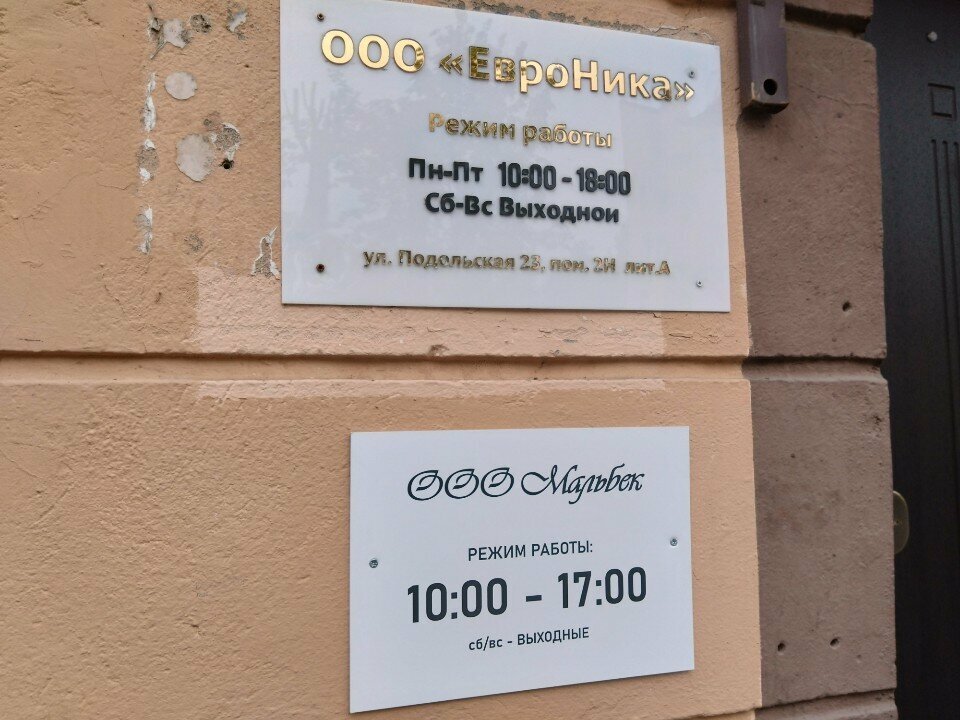 ООО «ЕвроНика»
Режим работы
Пн-Пт 10:00 - 18:00
Сб-Вс Выходной
ул. Подольская 23, пом. 2Н лит.А
ООО Мальбек
РЕЖИМ РАБОТЫ:
10:00 - 17:00
сб/вс - ВЫХОДНЫЕ